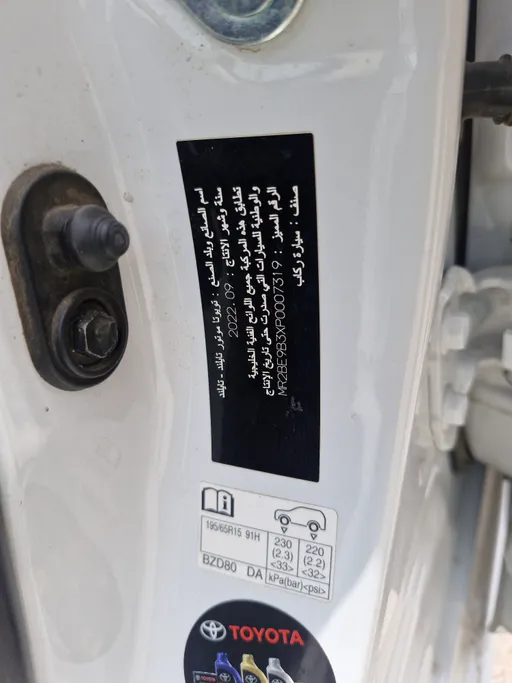 اسم الصانع وبلد الصنع : تويوتا موتور تايلند - تايلند
سنة وشهر الانتاج : 2022.09
تطابق هذه المركبة جميع اللوائح الفنية الخليجية
والوطنية للسيارات التي صدرت حتى تاريخ الإنتاج
الرقم المميز : MR2BE9B3XP0007319
صنف : سيارة ركاب
195/65R15 91H
230 220
(2.3) (2.2)
<33> <32>
BZD80 DA kPa(bar)<psi>
TOYOTA